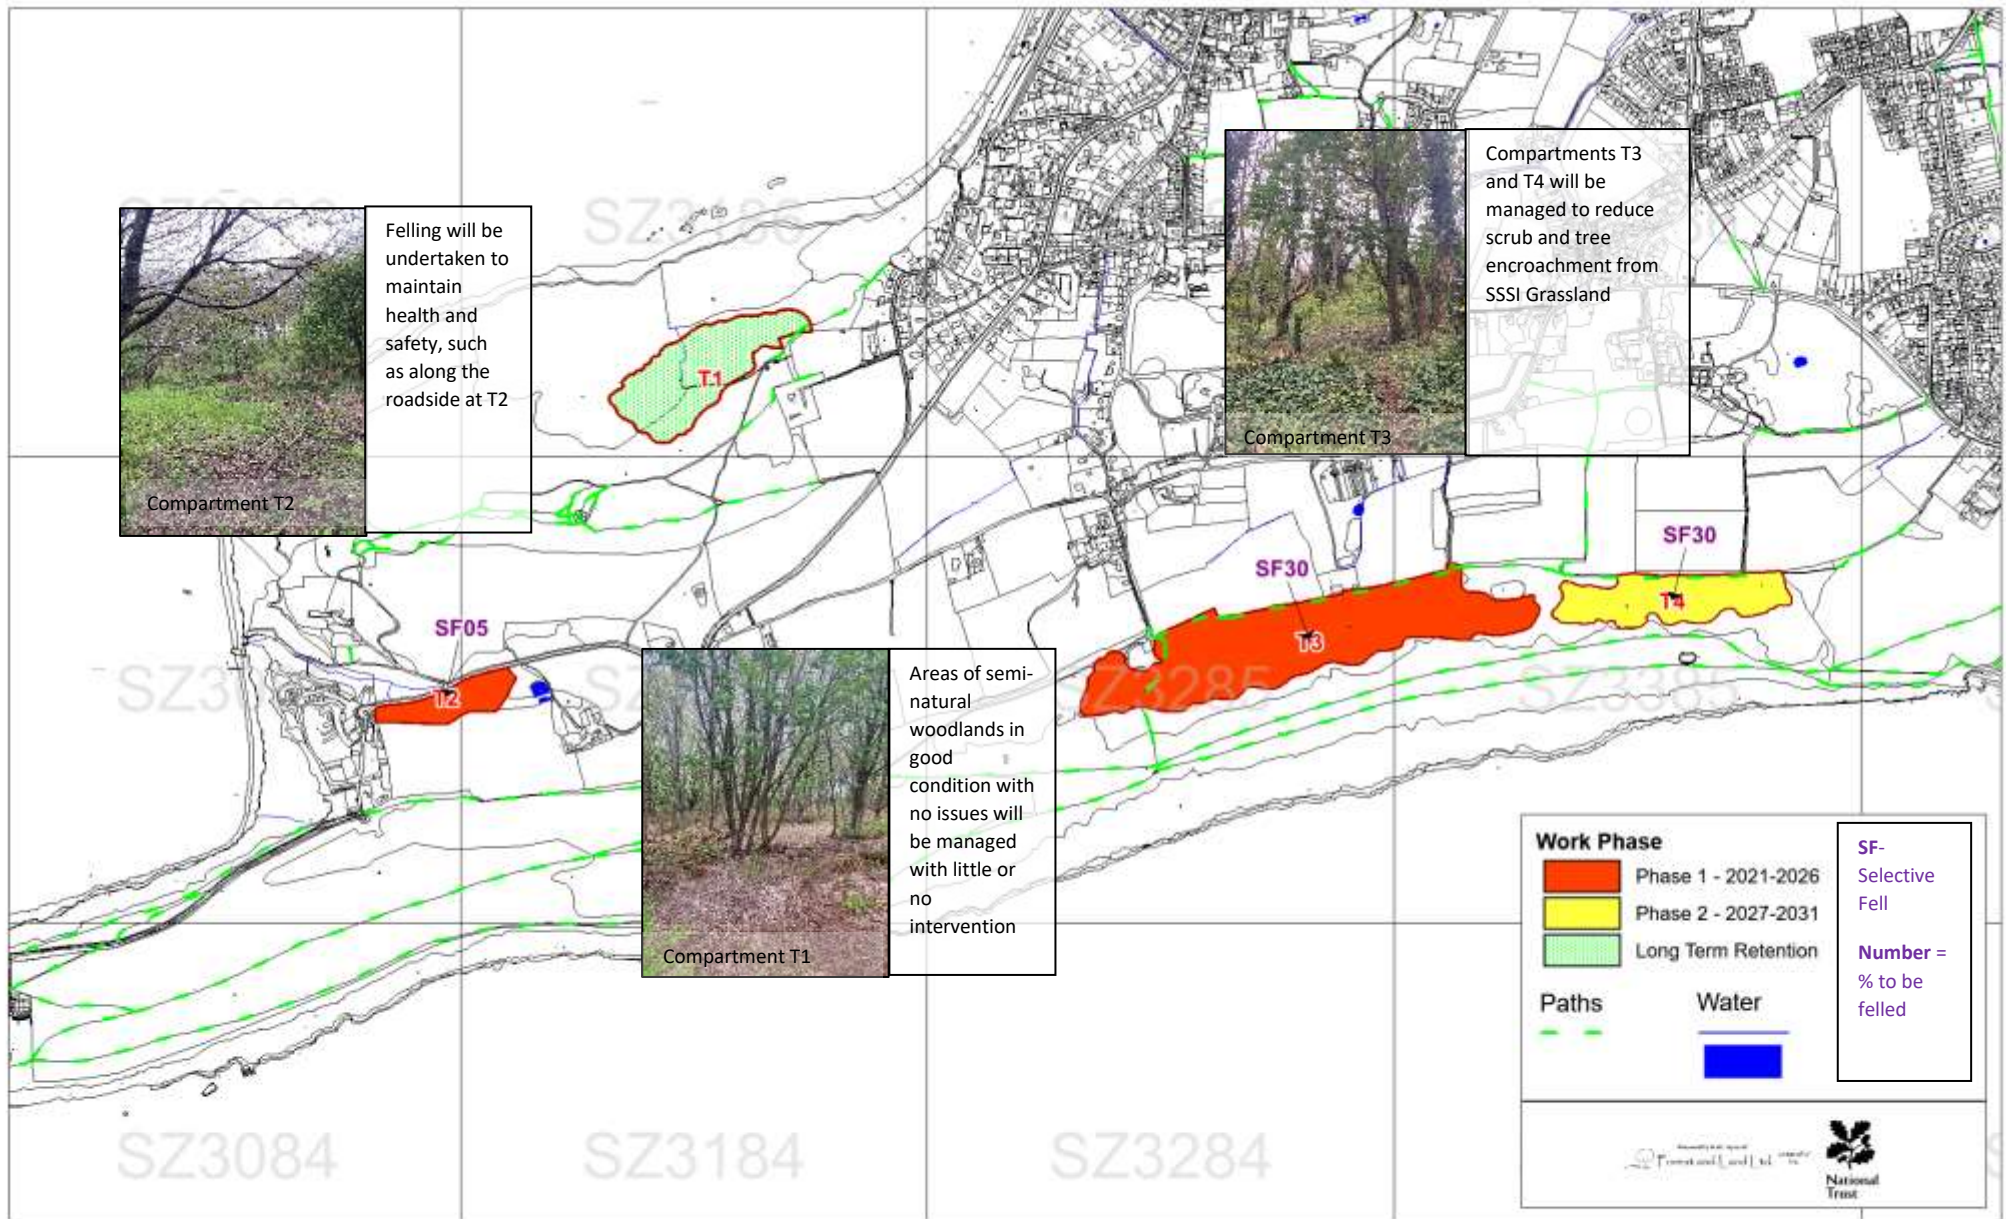 SZ3186
Felling will be
undertaken to
maintain
health and
safety, such
as along the
roadside at T2
Compartment T2
Compartments T3
and T4 will be
managed to reduce
scrub and tree
encroachment from
SSSI Grassland
Compartment T3
T1
SF30
SF30
T4
T3
SF05
T2
SZ3285
SZ3385
Areas of semi-
natural
woodlands in
good
condition with
no issues will
be managed
with little or
no
intervention
Compartment T1
Work Phase
Phase 1 - 2021-2026
Phase 2 - 2027-2031
Long Term Retention
Paths
Water
SF-
Selective
Fell
Number =
% to be
felled
SZ3084
SZ3184
SZ3284
National
Trust